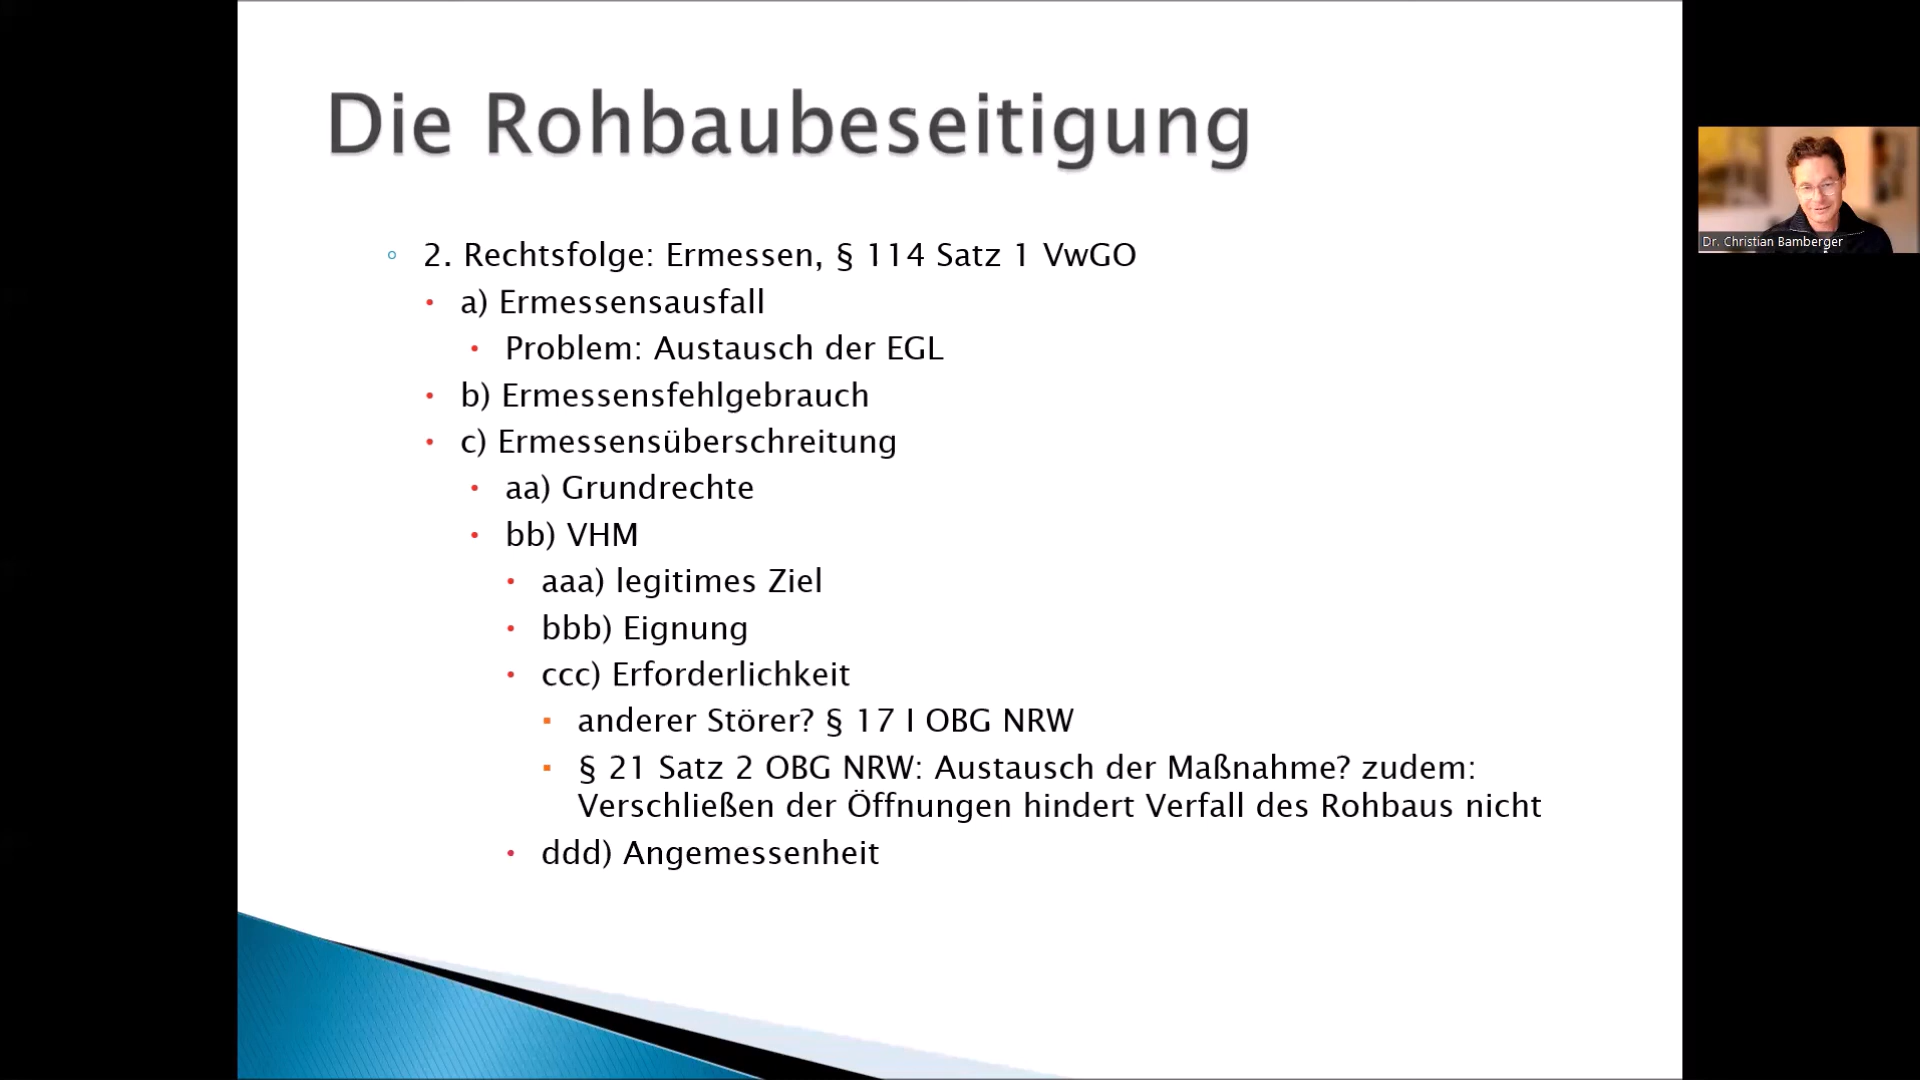 Die Rohbaubeseitigung
2. Rechtsfolge: Ermessen, § 114 Satz 1 VwGO
a) Ermessensausfall
Problem: Austausch der EGL
b) Ermessensfehlgebrauch
c) Ermessensüberschreitung
aa) Grundrechte
bb) VHM
aaa) legitimes Ziel
bbb) Eignung
ccc) Erforderlichkeit
anderer Störer? § 17 I OBG NRW
§ 21 Satz 2 OBG NRW: Austausch der Maßnahme? zudem:
Verschließen der Öffnungen hindert Verfall des Rohbaus nicht
ddd) Angemessenheit
Dr. Christian Bamberger